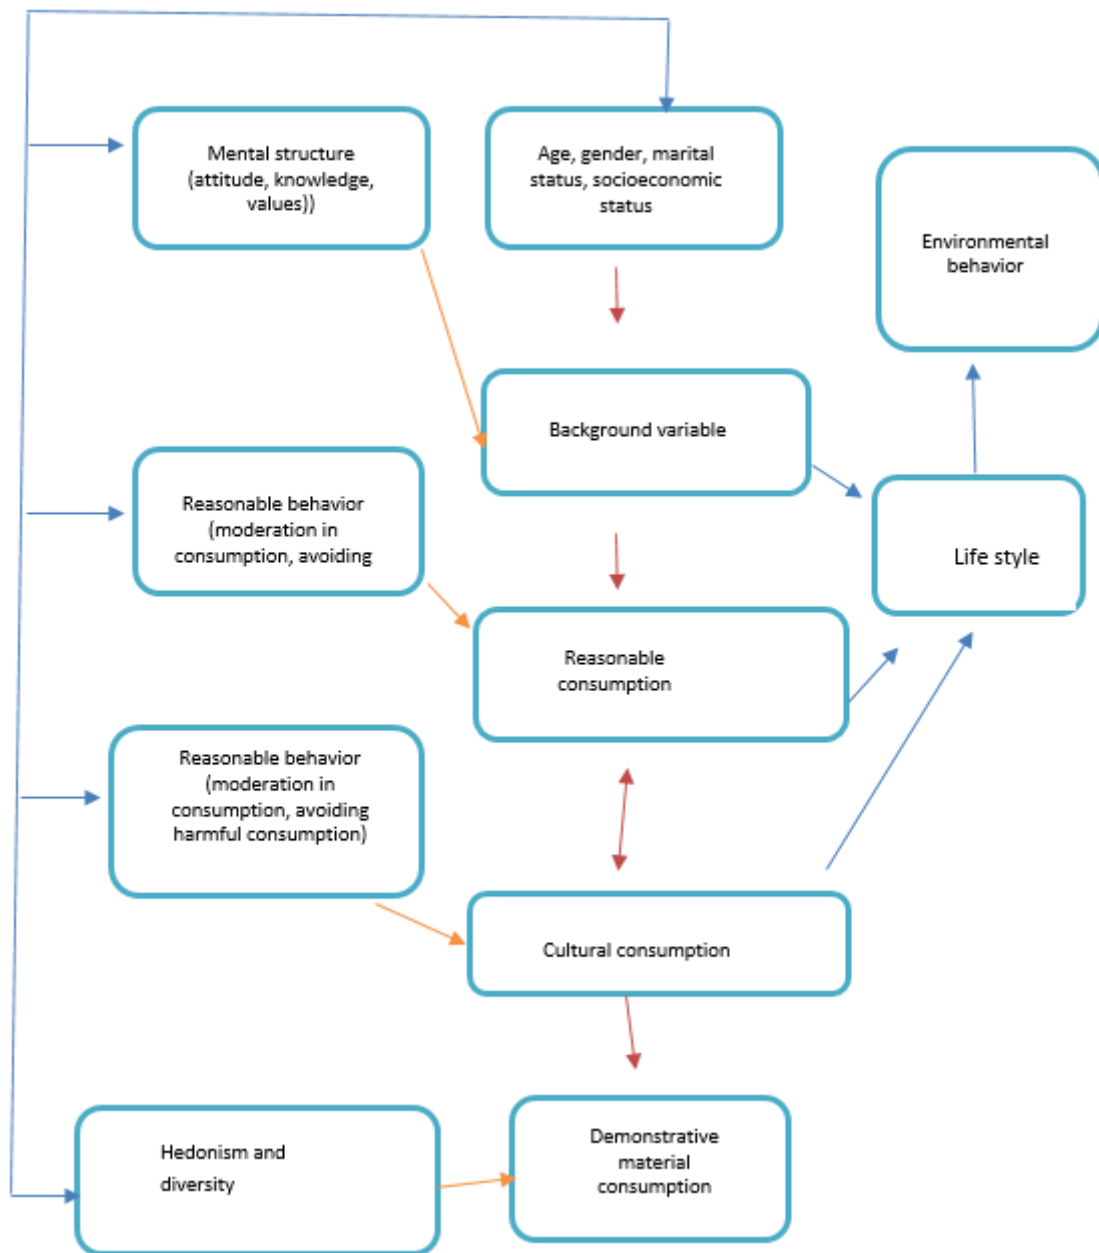 Mental structure
(attitude, knowledge,
values))
Age, gender, marital
status, socioeconomic
status
Environmental
behavior
Background variable
Reasonable behavior
(moderation in
consumption, avoiding
Life style
Reasonable
consumption
Reasonable behavior
(moderation in
consumption, avoiding
harmful consumption)
Cultural consumption
Hedonism and
diversity
Demonstrative
material
consumption